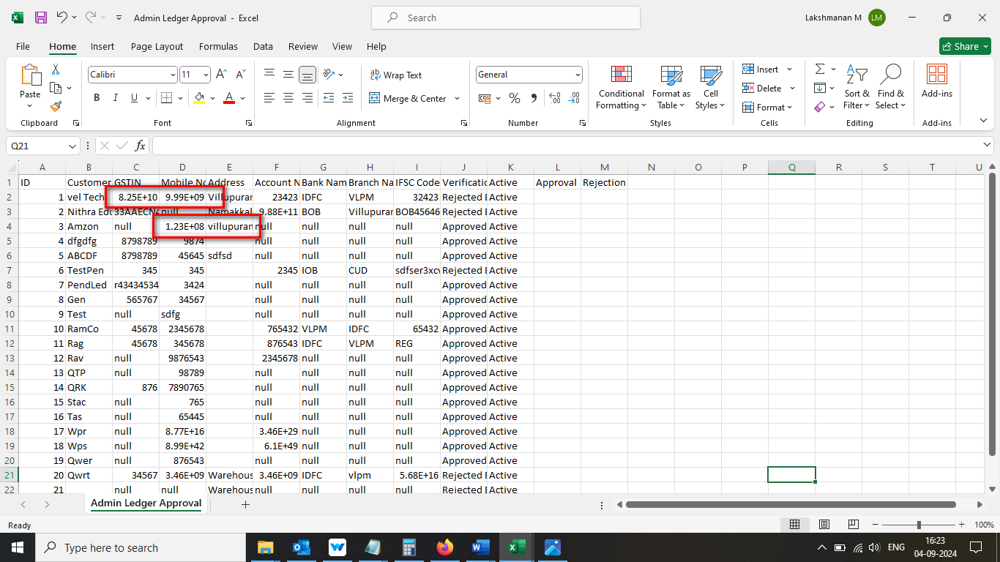 Admin Ledger Approval - Excel
Search
Lakshmanan M
LM
File Home Insert Page Layout Formulas Data Review View Help
Share
Paste
Clipboard
Calibri 11
B I U
Font
Wrap Text
Merge & Center
Alignment
General
Number
Conditional Formatting
Format as Table
Cell Styles
Styles
Insert
Delete
Format
Cells
Sort & Filter
Find & Select
Editing
Add-ins
Add-ins
Q21
fx
A B C D E F G H I J K L M N O P Q R S T U
1 ID Customer GSTIN Mobile No Address Account N Bank Nam Branch Na IFSC Code Verificatio Active Approval Rejection
2 1 vel Tech 8.25E+10 9.99E+09 Villupuram 23423 IDFC VLPM 32423 Rejected B Active
3 2 Nithra Edu 33AAECN4 null Namakkal 9.88E+11 BOB Villupuram BOB45646 Rejected B Active
4 3 Amzon null 1.23E+08 villupuram null null null null Approved Active
5 4 dfgdfg 8798789 9874 null null null null Approved Active
6 5 ABCDF 8798789 45645 sdfsd null null null null Approved Active
7 6 TestPen 345 345 2345 IOB CUD sdfser3xcv Rejected B Active
8 7 PendLed r43434534 3424 null null null null Approved Active
9 8 Gen 565767 34567 null null null null Approved Active
10 9 Test null sdfg null null null null Approved Active
11 10 RamCo 45678 2345678 765432 VLPM IDFC 65432 Approved Active
12 11 Rag 45678 345678 876543 IDFC VLPM REG Approved Active
13 12 Rav null 9876543 2345678 null null null Approved Active
14 13 QTP null 98789 null null null null Approved Active
15 14 QRK 876 7890765 null null null null Approved Active
16 15 Stac null 765 null null null null Approved Active
17 16 Tas null 65445 null null null null Approved Active
18 17 Wpr null 8.77E+16 3.46E+29 null null null Approved Active
19 18 Wps null 8.99E+42 6.1E+49 null null null Approved Active
20 19 Qwer null 876543 null null null null Approved Active
21 20 Qwrt 34567 3.46E+09 Warehous 3.46E+09 IDFC vlpm 5.68E+16 Rejected B Active
22 21 null null Warehous null null null null Rejected B Active
Admin Ledger Approval
Ready
100%
Type here to search
ENG
16:23
04-09-2024